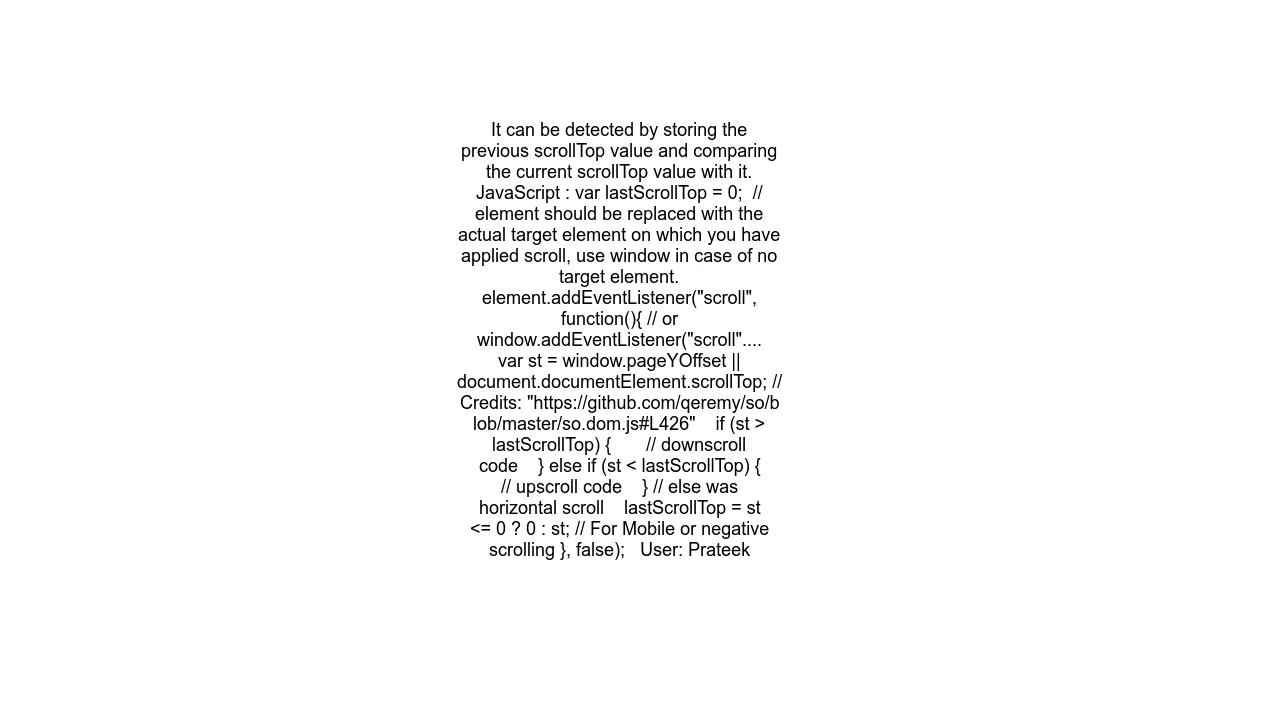 It can be detected by storing the
previous scrollTop value and comparing
the current scrollTop value with it.
JavaScript : var lastScrollTop = 0;  //
element should be replaced with the
actual target element on which you have
applied scroll, use window in case of no
target element.
element.addEventListener("scroll",
function(){ // or
window.addEventListener("scroll"....
var st = window.pageYOffset ||
document.documentElement.scrollTop; //
Credits: "https://github.com/qeremy/so/b
lob/master/so.dom.js#L426"    if (st >
lastScrollTop) {       // downscroll
code    } else if (st < lastScrollTop) {
// upscroll code    } // else was
horizontal scroll    lastScrollTop = st
<= 0 ? 0 : st; // For Mobile or negative
scrolling }, false);   User: Prateek